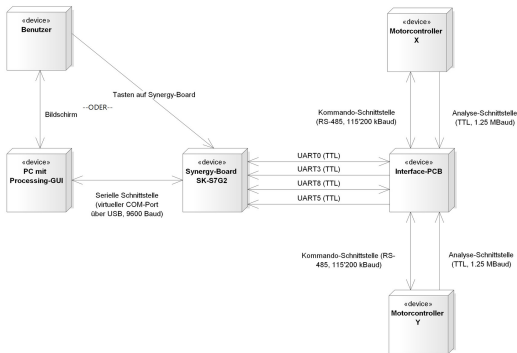 «device»
Benutzer
«device»
Motorcontroller
X
--ODER--
Tasten auf Synergy-Board
Bildschirm
Kommando-Schnittstelle
(RS-485, 115'200 kBaud)
Analyse-Schnittstelle
(TTL, 1.25 MBaud)
«device»
PC mit
Processing-GUI
«device»
Synergy-Board
SK-S7G2
UART0 (TTL)
UART3 (TTL)
UART8 (TTL)
UART5 (TTL)
«device»
Interface-PCB
Serielle Schnittstelle
(virtueller COM-Port
über USB, 9600 Baud)
Kommando-Schnittstelle (RS-
485, 115'200 kBaud)
Analyse-Schnittstelle
(TTL, 1.25 MBaud)
«device»
Motorcontroller
Y